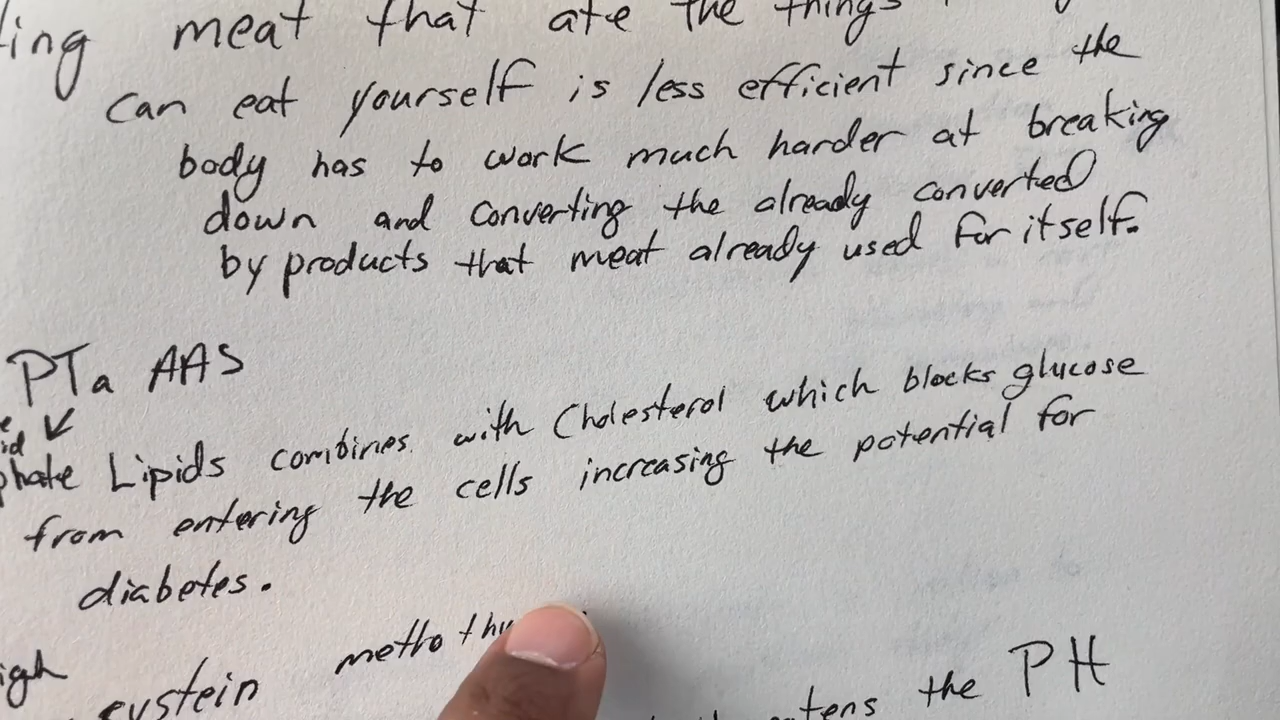 meat that ate the things
can eat yourself is less efficient since the
body has to work much harder at breaking
down and converting the already converted
by products that meat already used for itself.
PTa AAS
Lipids combines with Cholesterol which blocks glucose
from entering the cells increasing the potential for
diabetes.
the PH